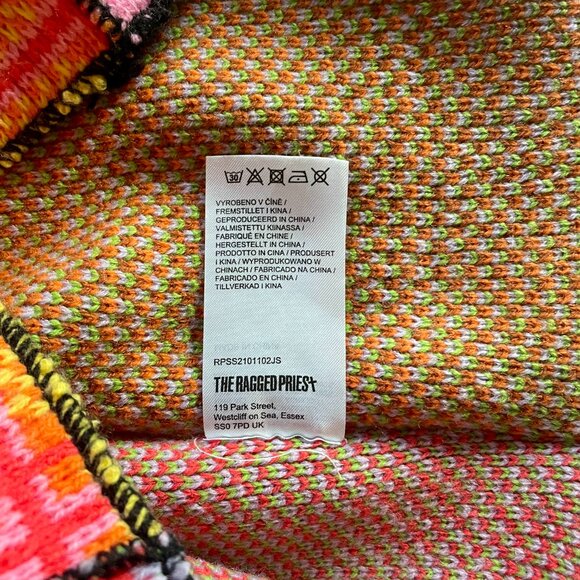 30
VYROBENO V ČÍNĚ /
FREMSTILLET I KINA /
GEPRODUCEERD IN CHINA /
VALMISTETTU KIINASSA /
FABRIQUÉ EN CHINE /
HERGESTELLT IN CHINA /
PRODOTTO IN CINA / PRODUSERT
I KINA / WYPRODUKOWANO W
CHINACH / FABRICADO NA CHINA /
FABRICADO EN CHINA /
TILLVERKAD I KINA
RPSS2101102JS
THE RAGGED PRIEST
119 Park Street,
Westcliff on Sea, Essex
SS0 7PD UK